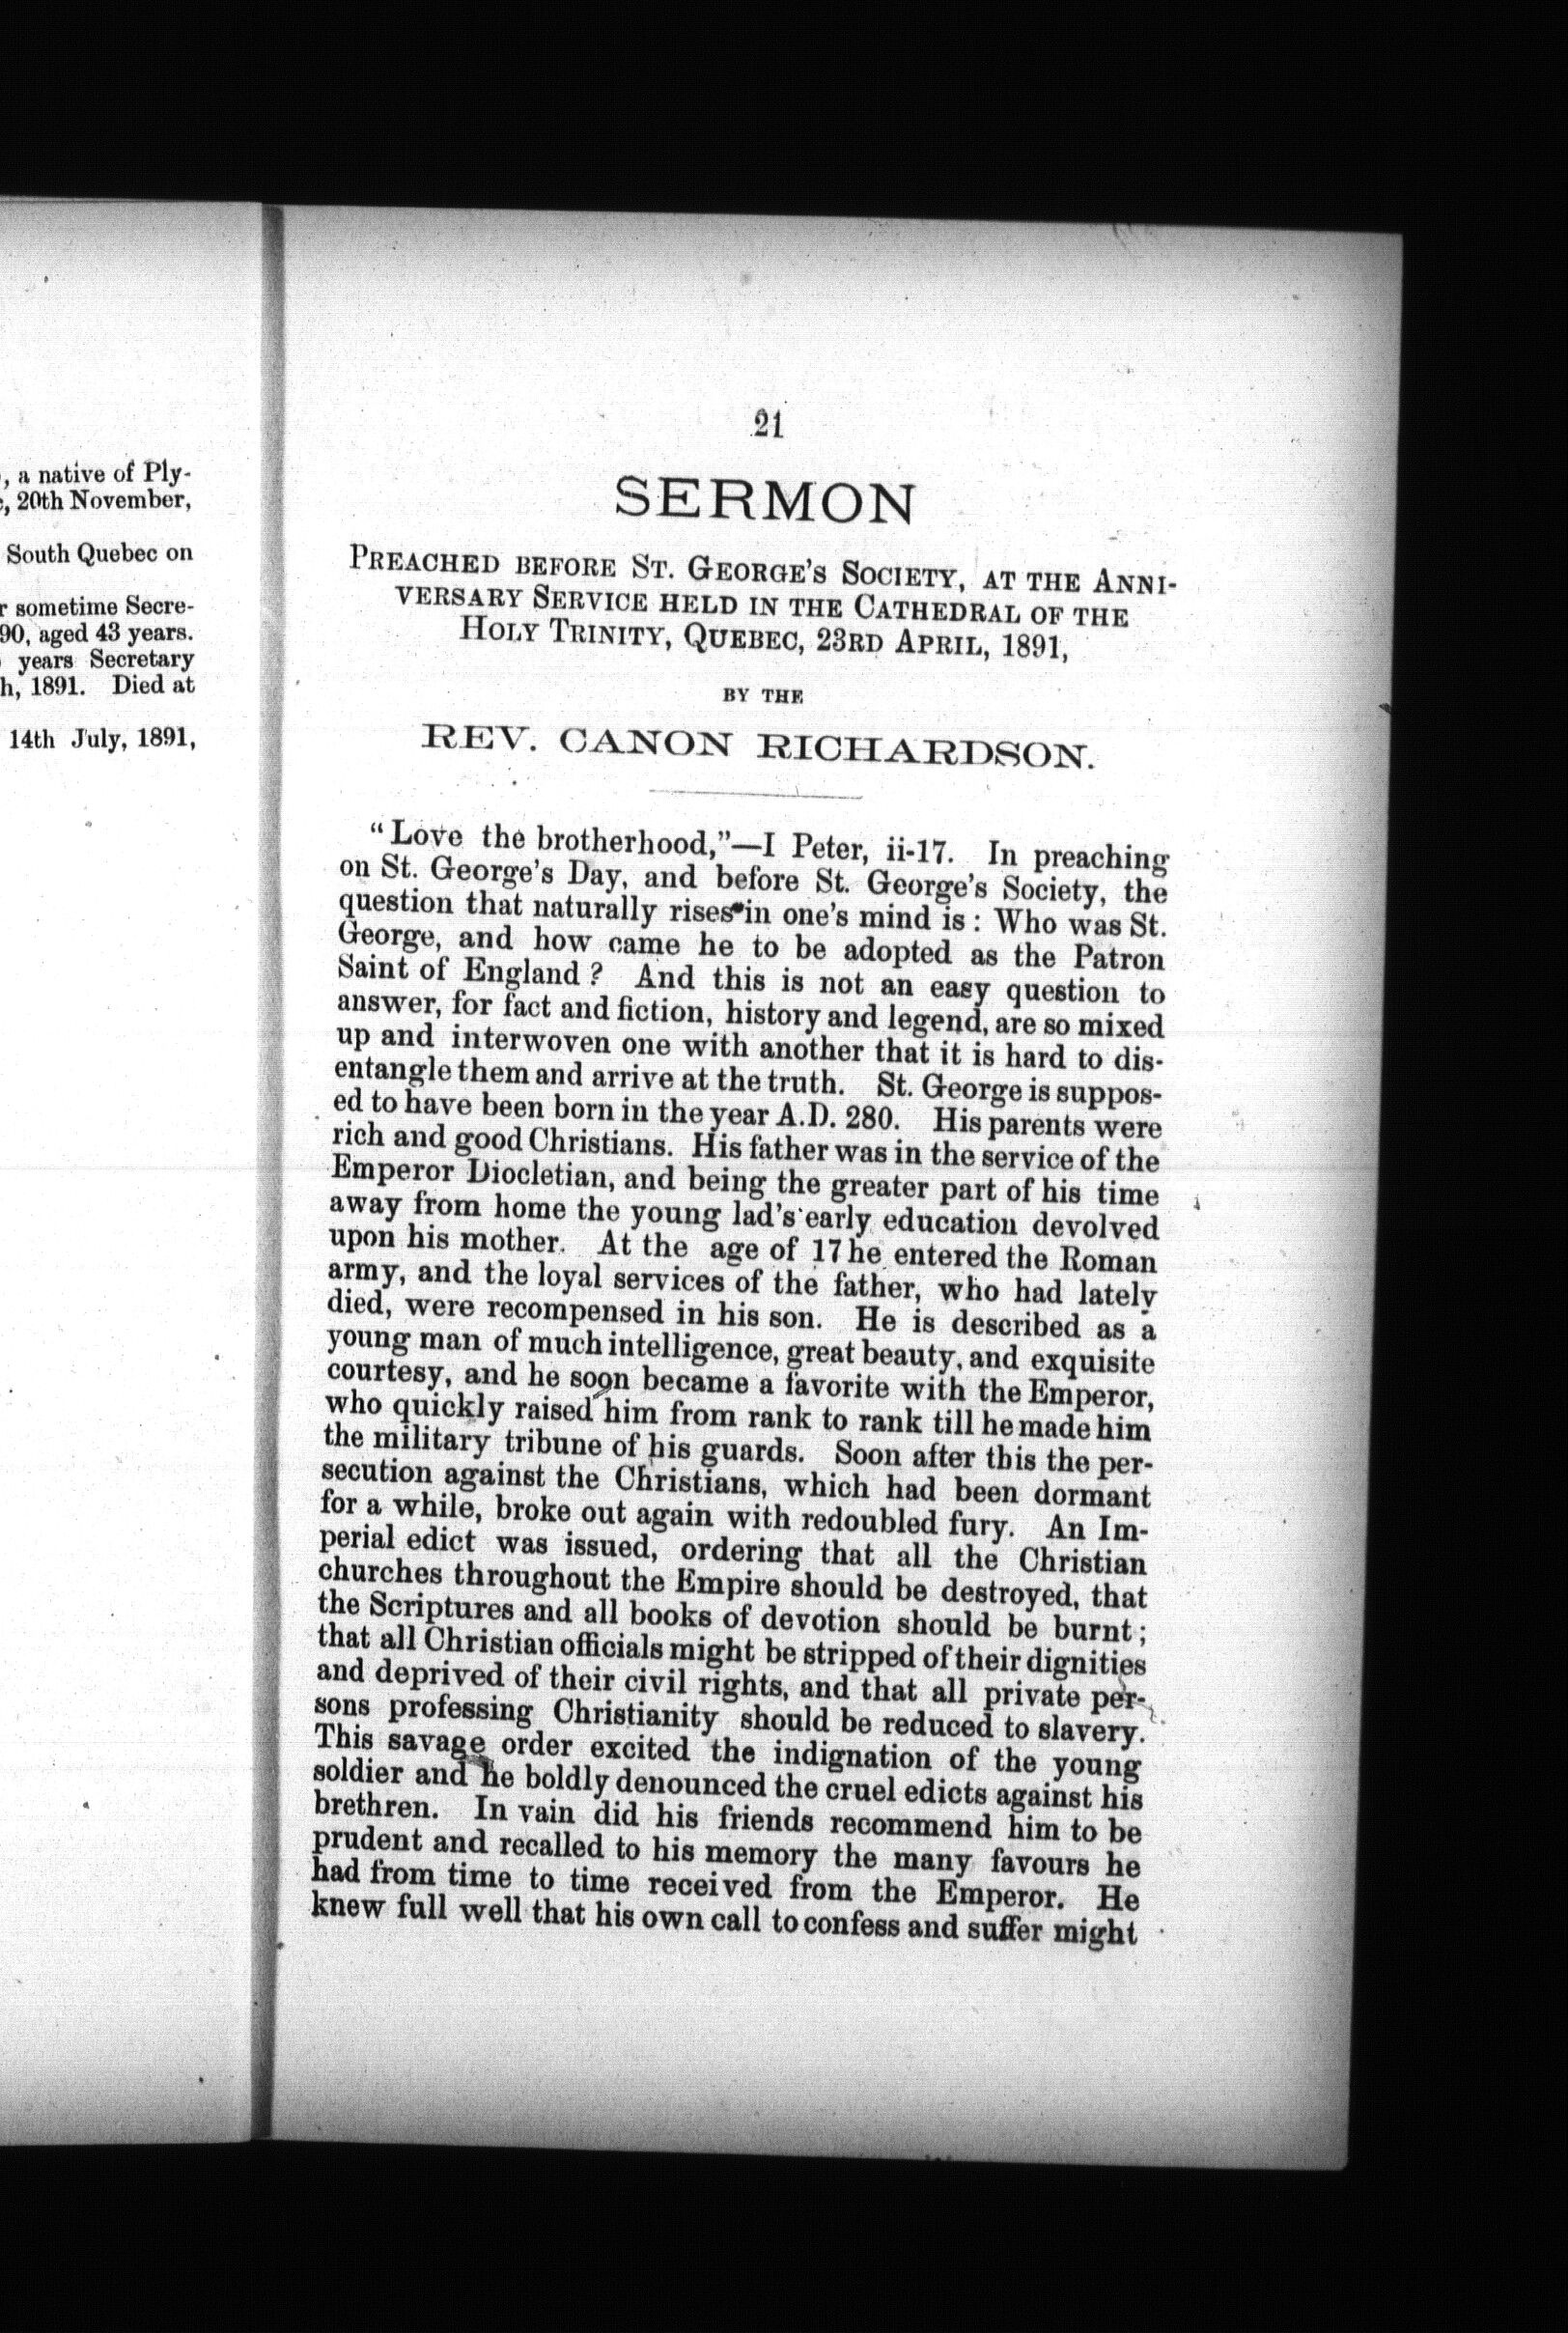 , a native of Ply-
, 20th November,
South Quebec on
r sometime Secre-
90, aged 43 years.
years Secretary
h, 1891. Died at
14th July, 1891,
21
SERMON
PREACHED BEFORE ST. GEORGE'S SOCIETY, AT THE ANNI-
VERSARY SERVICE HELD IN THE CATHEDRAL OF THE
HOLY TRINITY, QUEBEC, 23RD APRIL, 1891,
BY THE
REV. CANON RICHARDSON.
"Love the brotherhood,"—I Peter, ii-17. In preaching
on St. George's Day, and before St. George's Society, the
question that naturally rises in one's mind is: Who was St.
George, and how came he to be adopted as the Patron
Saint of England? And this is not an easy question to
answer, for fact and fiction, history and legend, are so mixed
up and interwoven one with another that it is hard to dis-
entangle them and arrive at the truth. St. George is suppos-
ed to have been born in the year A.D. 280. His parents were
rich and good Christians. His father was in the service of the
Emperor Diocletian, and being the greater part of his time
away from home the young lad's early education devolved
upon his mother. At the age of 17 he entered the Roman
army, and the loyal services of the father, who had lately
died, were recompensed in his son. He is described as a
young man of much intelligence, great beauty, and exquisite
courtesy, and he soon became a favorite with the Emperor,
who quickly raised him from rank to rank till he made him
the military tribune of his guards. Soon after this the per-
secution against the Christians, which had been dormant
for a while, broke out again with redoubled fury. An Im-
perial edict was issued, ordering that all the Christian
churches throughout the Empire should be destroyed, that
the Scriptures and all books of devotion should be burnt;
that all Christian officials might be stripped of their dignities
and deprived of their civil rights, and that all private per-
sons professing Christianity should be reduced to slavery.
This savage order excited the indignation of the young
soldier and he boldly denounced the cruel edicts against his
brethren. In vain did his friends recommend him to be
prudent and recalled to his memory the many favours he
had from time to time received from the Emperor. He
knew full well that his own call to confess and suffer might